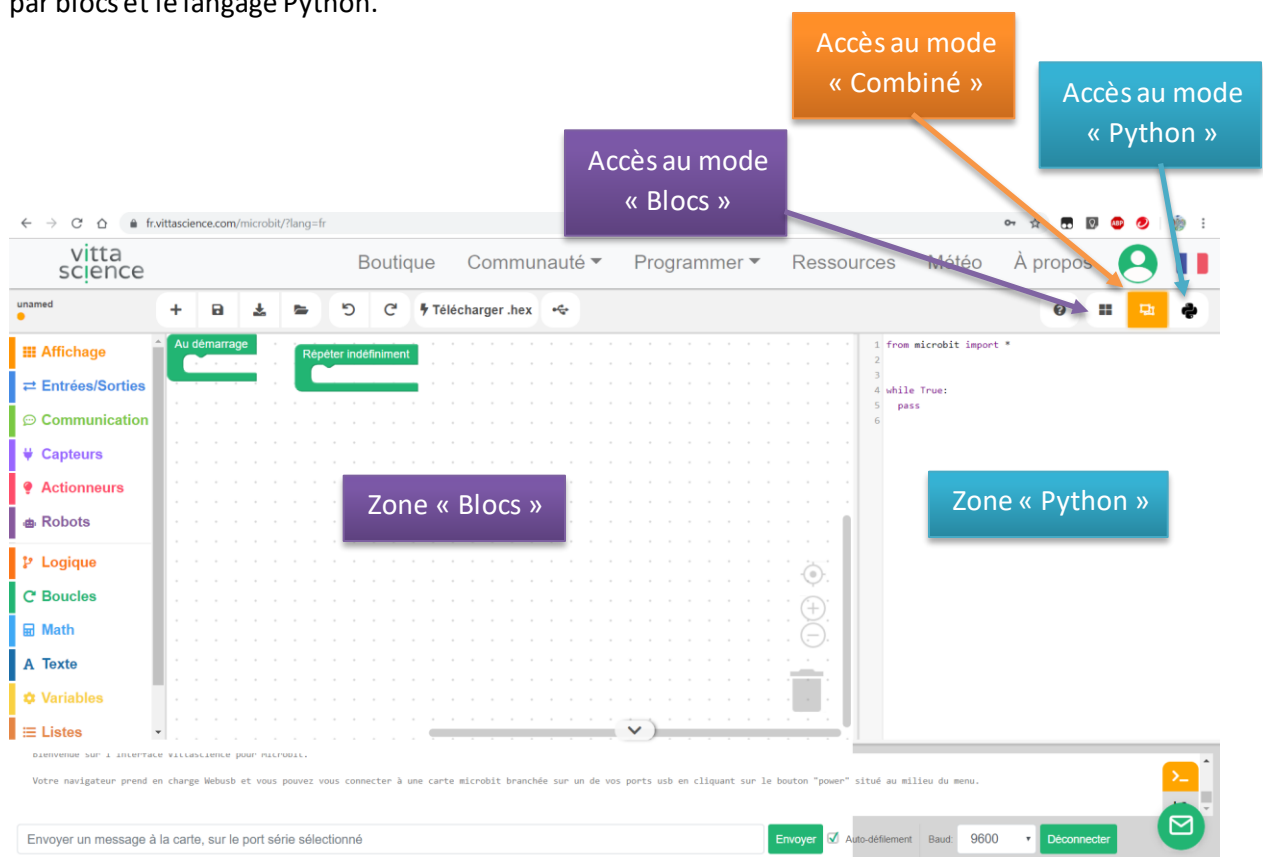 par blocs et le langage Python.
Accès au mode
« Combiné »
Accès au mode
« Python »
Accès au mode
« Blocs »
fr.vittascience.com/microbit/?lang=fr
ABP
vitta
science
Boutique
Communauté
Programmer
Ressources
Météo
À propos
unamed
Télécharger .hex
Affichage
Entrées/Sorties
Communication
Capteurs
Actionneurs
Robots
Logique
Boucles
Math
A Texte
Variables
Listes
Au démarrage
Répéter indéfiniment
Zone « Blocs »
1 from microbit import *
2
3
4 while True:
5 pass
6
Zone « Python »
Bienvenue sur l'interface Vittascience pour Microbit.
Votre navigateur prend en charge Webusb et vous pouvez vous connecter à une carte microbit branchée sur un de vos ports usb en cliquant sur le bouton "power" situé au milieu du menu.
Envoyer un message à la carte, sur le port série sélectionné
Envoyer
Auto-défilement
Baud:
9600
Déconnecter